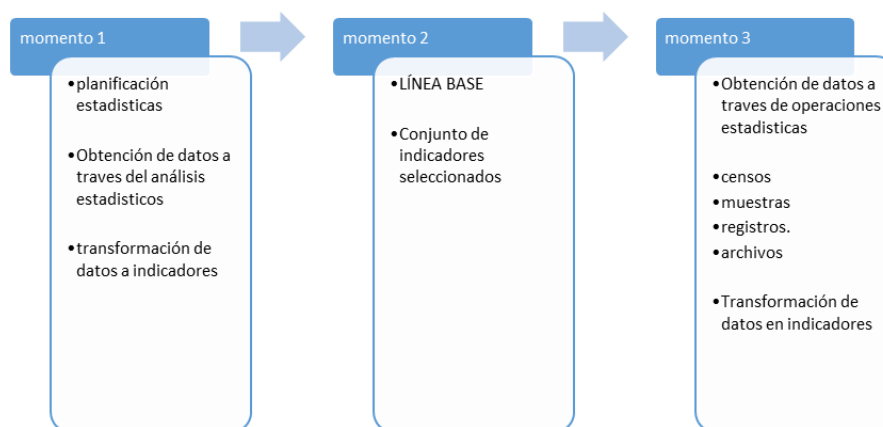 momento 1
•planificación
estadisticas
•Obtención de datos a
traves del análisis
estadisticos
•transformación de
datos a indicadores
momento 2
•LÍNEA BASE
•Conjunto de
indicadores
seleccionados
momento 3
•Obtención de datos a
traves de operaciones
estadisticas
•censos
•muestras
•registros.
•archivos
•Transformación de
datos en indicadores